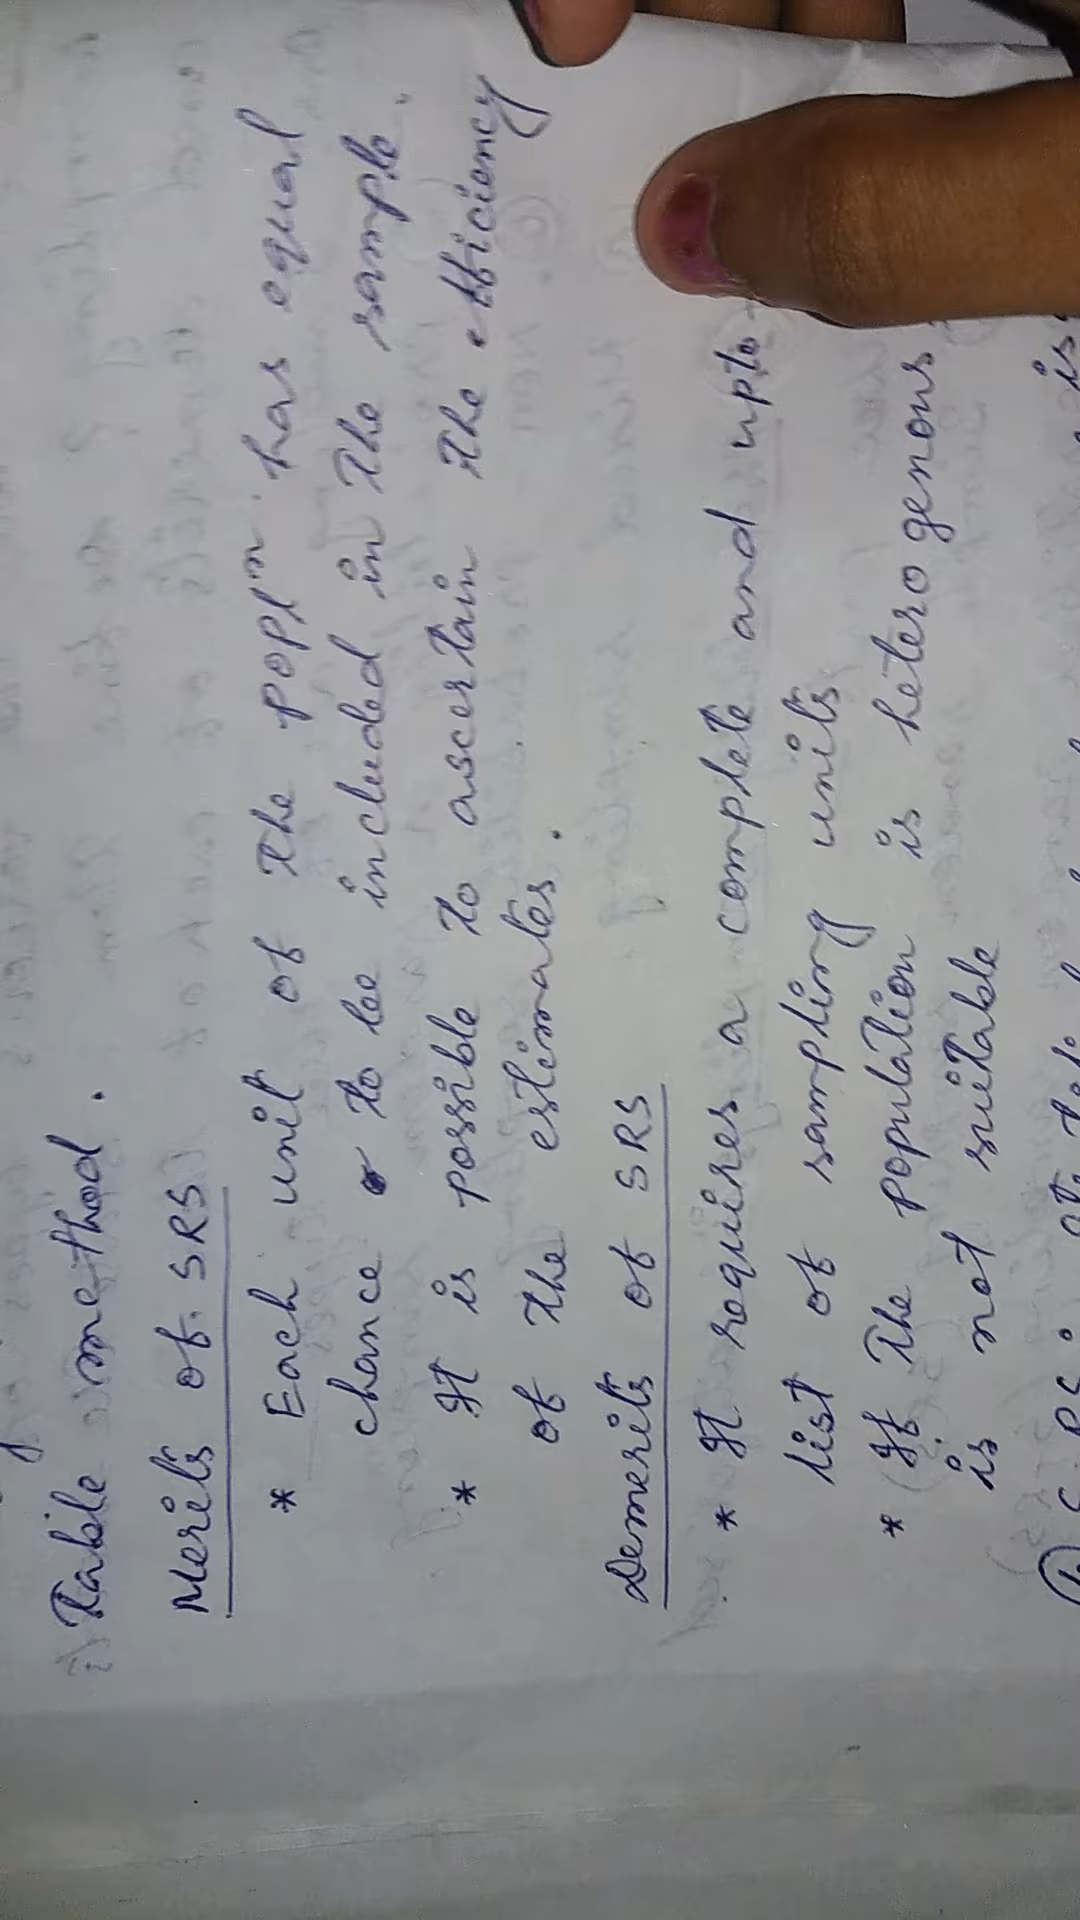 Table method.
Merits of SRS
* Each unit of the popln. has equal
chance to be included in the sample.
* It is possible to ascertain the efficiency
of the estimates.
Demerits of SRS
* It requires a complete and upto-
list of sampling units
* If the population is heterogenous
is not suitable